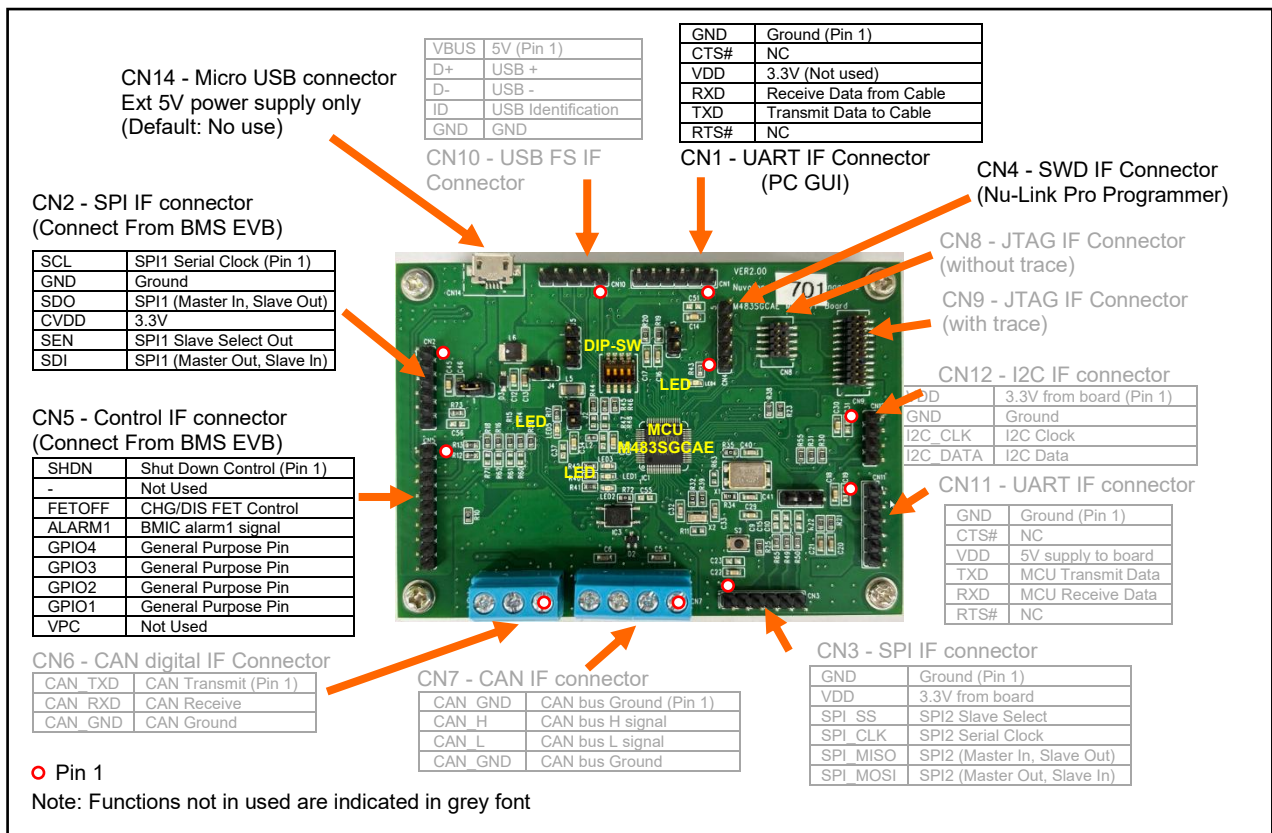 CN14 - Micro USB connector
Ext 5V power supply only
(Default: No use)
VBUS 5V (Pin 1)
D+ USB +
D- USB -
ID USB Identification
GND GND
CN10 - USB FS IF
Connector
GND Ground (Pin 1)
CTS# NC
VDD 3.3V (Not used)
RXD Receive Data from Cable
TXD Transmit Data to Cable
RTS# NC
CN1 - UART IF Connector
(PC GUI)
CN4 - SWD IF Connector
(Nu-Link Pro Programmer)
CN8 - JTAG IF Connector
(without trace)
CN9 - JTAG IF Connector
(with trace)
CN2 - SPI IF connector
(Connect From BMS EVB)
SCL SPI1 Serial Clock (Pin 1)
GND Ground
SDO SPI1 (Master In, Slave Out)
CVDD 3.3V
SEN SPI1 Slave Select Out
SDI SPI1 (Master Out, Slave In)
CN5 - Control IF connector
(Connect From BMS EVB)
SHDN Shut Down Control (Pin 1)
- Not Used
FETOFF CHG/DIS FET Control
ALARM1 BMIC alarm1 signal
GPIO4 General Purpose Pin
GPIO3 General Purpose Pin
GPIO2 General Purpose Pin
GPIO1 General Purpose Pin
VPC Not Used
VER2.00
701
M483SGCAE
Board
DIP-SW
LED
LED
LED
MCU
M483SGCAE
CN12 - I2C IF connector
VDD 3.3V from board (Pin 1)
GND Ground
I2C_CLK I2C Clock
I2C_DATA I2C Data
CN11 - UART IF connector
GND Ground (Pin 1)
CTS# NC
VDD 5V supply to board
TXD MCU Transmit Data
RXD MCU Receive Data
RTS# NC
CN6 - CAN digital IF Connector
CAN_TXD CAN Transmit (Pin 1)
CAN_RXD CAN Receive
CAN_GND CAN Ground
CN7 - CAN IF connector
CAN_GND CAN bus Ground (Pin 1)
CAN_H CAN bus H signal
CAN_L CAN bus L signal
CAN_GND CAN bus Ground
CN3 - SPI IF connector
GND Ground (Pin 1)
VDD 3.3V from board
SPI_SS SPI2 Slave Select
SPI_CLK SPI2 Serial Clock
SPI_MISO SPI2 (Master In, Slave Out)
SPI_MOSI SPI2 (Master Out, Slave In)
Pin 1
Note: Functions not in used are indicated in grey font